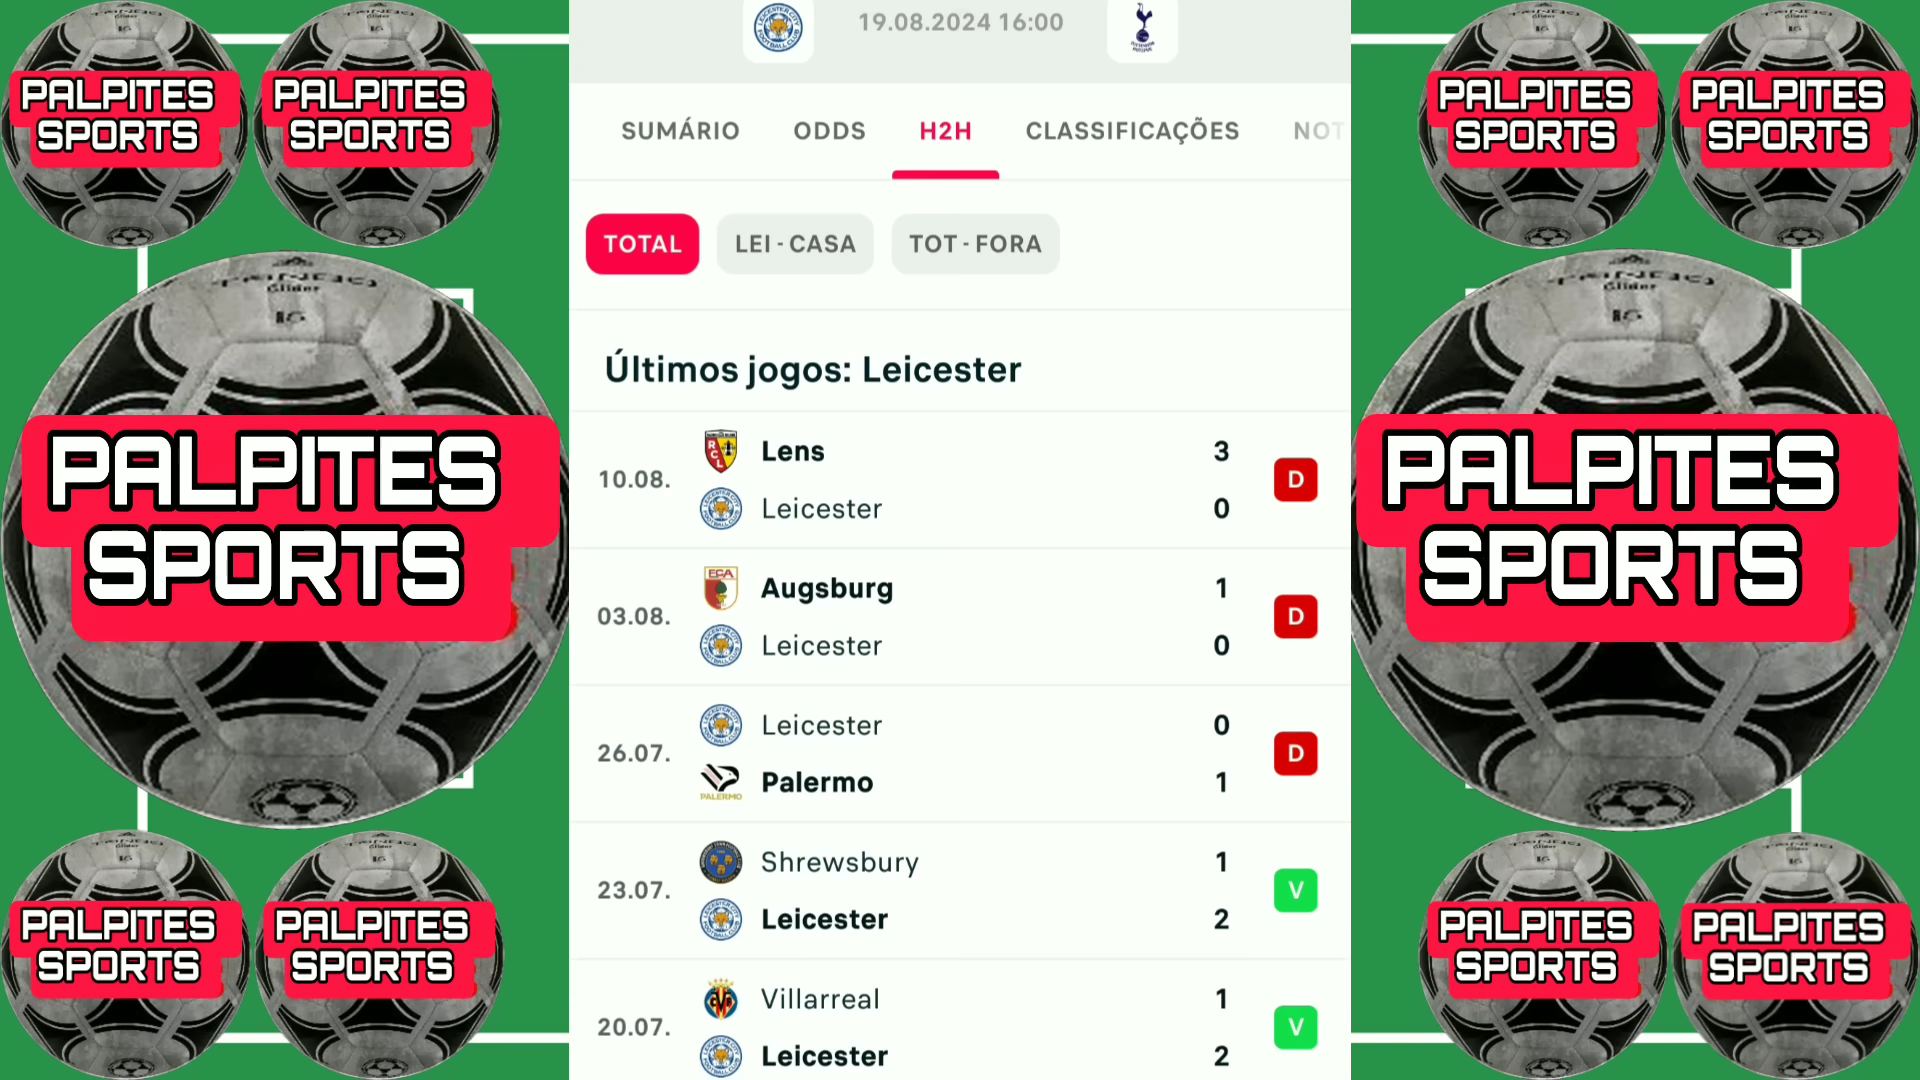 PALPITES
SPORTS
PALPITES
SPORTS
PALPITES
SPORTS
PALPITES
SPORTS
PALPITES
SPORTS
PALPITES
SPORTS
PALPITES
SPORTS
PALPITES
SPORTS
PALPITES
SPORTS
PALPITES
SPORTS
19.08.2024 16:00
SUMÁRIO ODDS H2H CLASSIFICAÇÕES NOT
TOTAL LEI - CASA TOT - FORA
Últimos jogos: Leicester
10.08. Lens 3 D
Leicester 0
03.08. Augsburg 1 D
Leicester 0
26.07. Leicester 0 D
Palermo 1
PALERMO
23.07. Shrewsbury 1 V
Leicester 2
20.07. Villarreal 1 V
Leicester 2